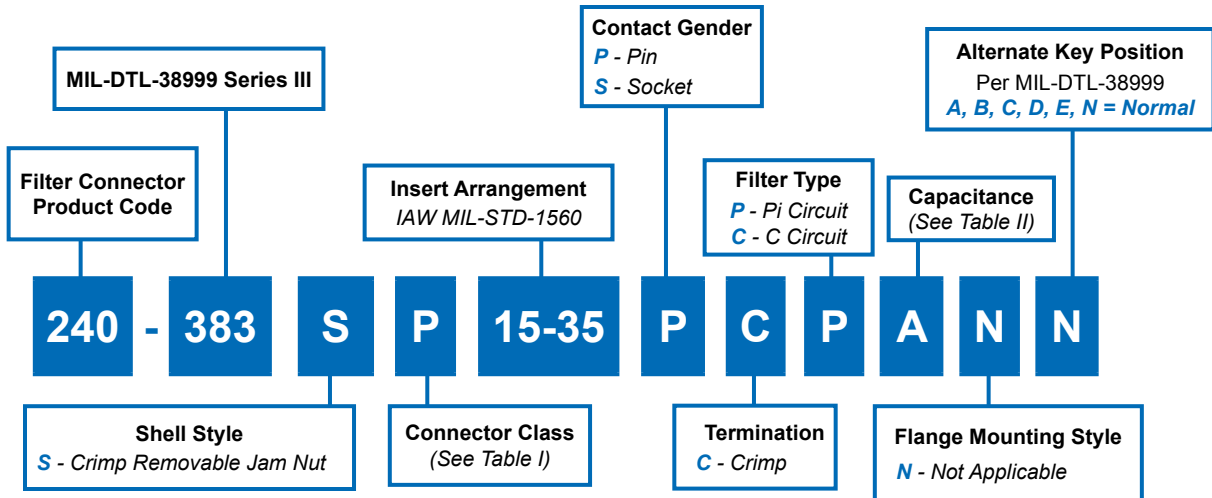 Contact Gender
P - Pin
S - Socket
Alternate Key Position
Per MIL-DTL-38999
A, B, C, D, E, N = Normal
MIL-DTL-38999 Series III
Filter Connector
Product Code
Insert Arrangement
IAW MIL-STD-1560
Filter Type
P - Pi Circuit
C - C Circuit
Capacitance
(See Table II)
240 - 383 S P 15-35 P C P A N N
Shell Style
S - Crimp Removable Jam Nut
Connector Class
(See Table I)
Termination
C - Crimp
Flange Mounting Style
N - Not Applicable